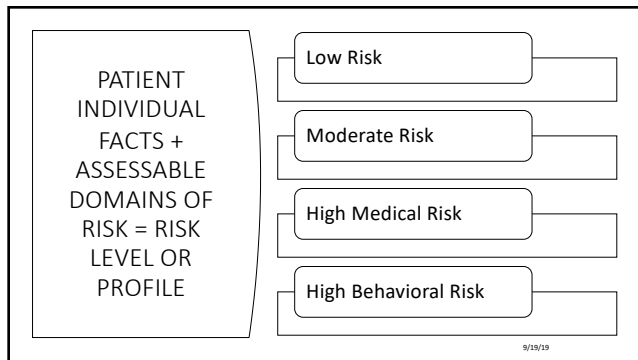 PATIENT
INDIVIDUAL
FACTS +
ASSESSABLE
DOMAINS OF
RISK = RISK
LEVEL OR
PROFILE
Low Risk
Moderate Risk
High Medical Risk
High Behavioral Risk
9/19/19